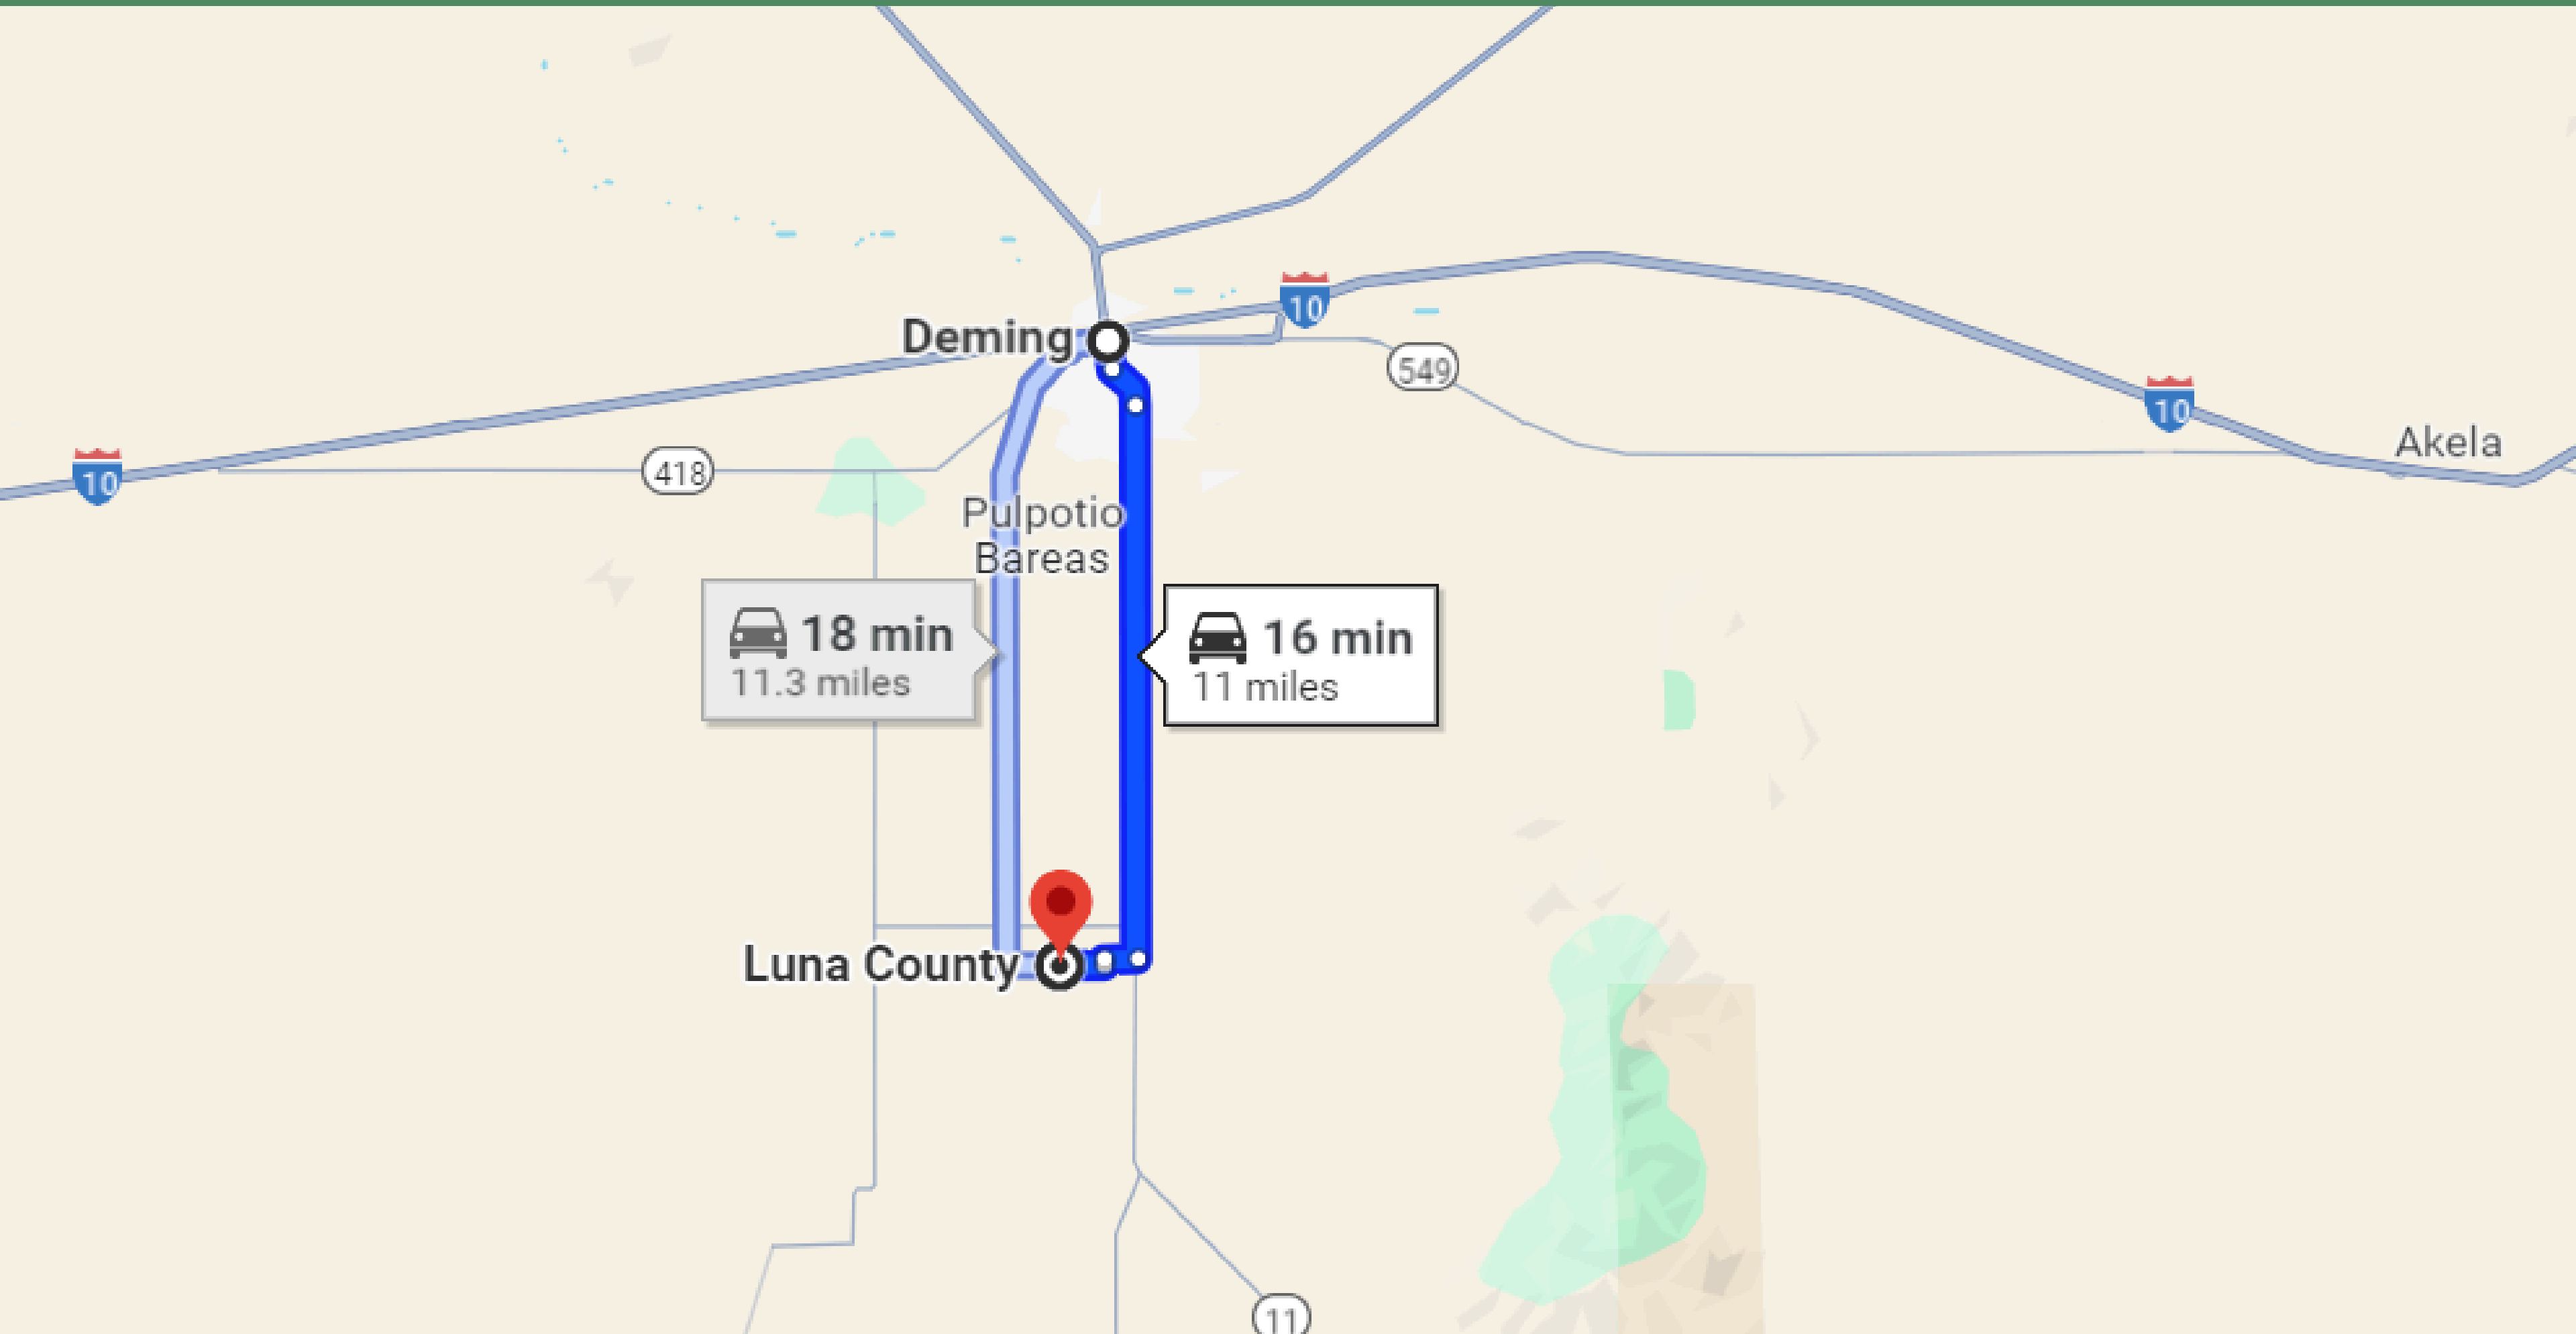 10
Deming
549
10
Akela
10
418
Pulpotio
Bareas
18 min
11.3 miles
16 min
11 miles
Luna County
11